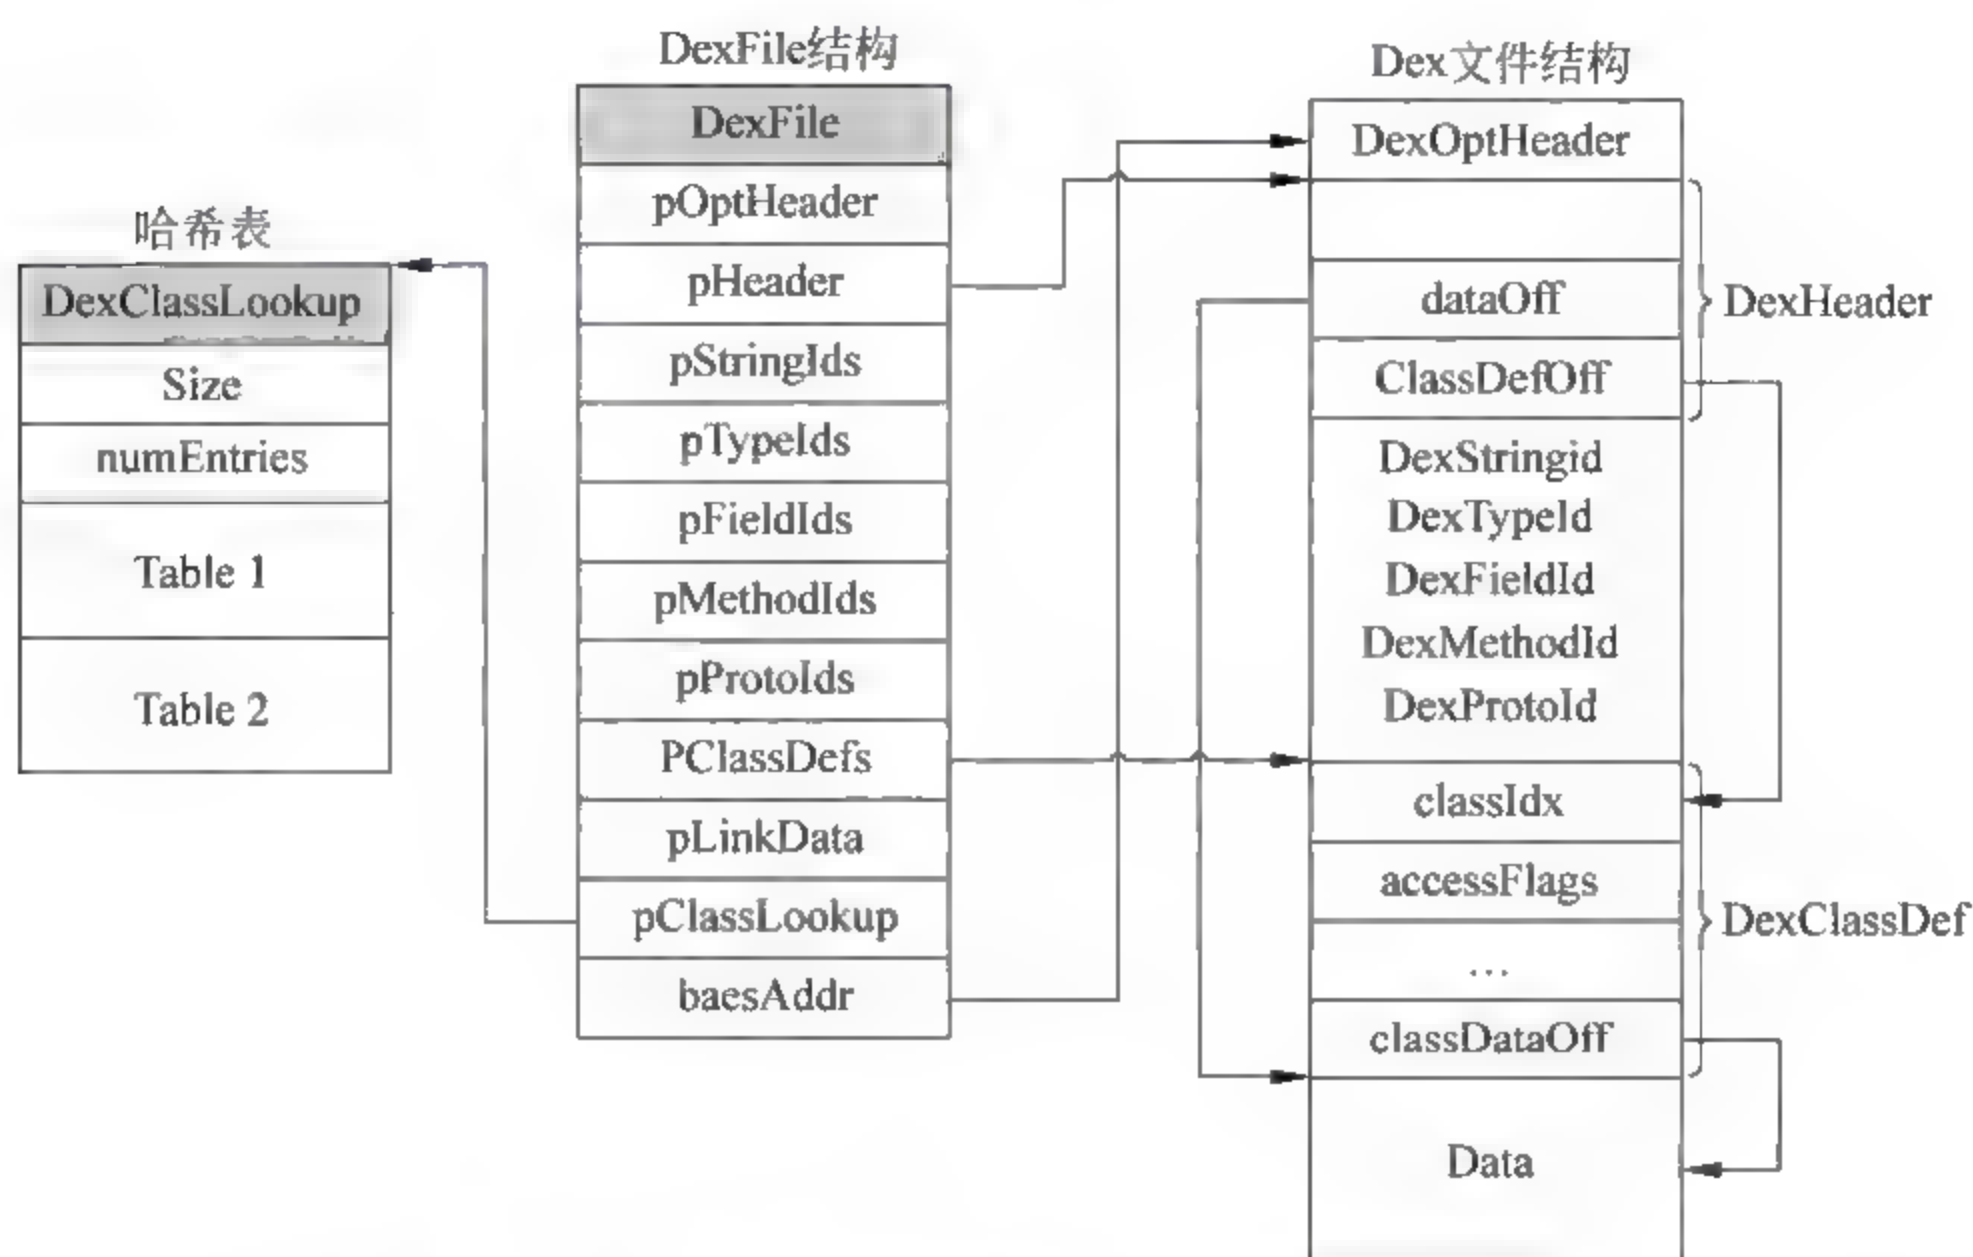 哈希表
DexClassLookup
Size
numEntries
Table 1
Table 2
DexFile结构
DexFile
pOptHeader
pHeader
pStringIds
pTypeIds
pFieldIds
pMethodIds
pProtoIds
PClassDefs
pLinkData
pClassLookup
baesAddr
Dex文件结构
DexOptHeader
dataOff
ClassDefOff
DexHeader
DexStringid
DexTypeId
DexFieldId
DexMethodId
DexProtoId
classIdx
accessFlags
…
classDataOff
DexClassDef
Data